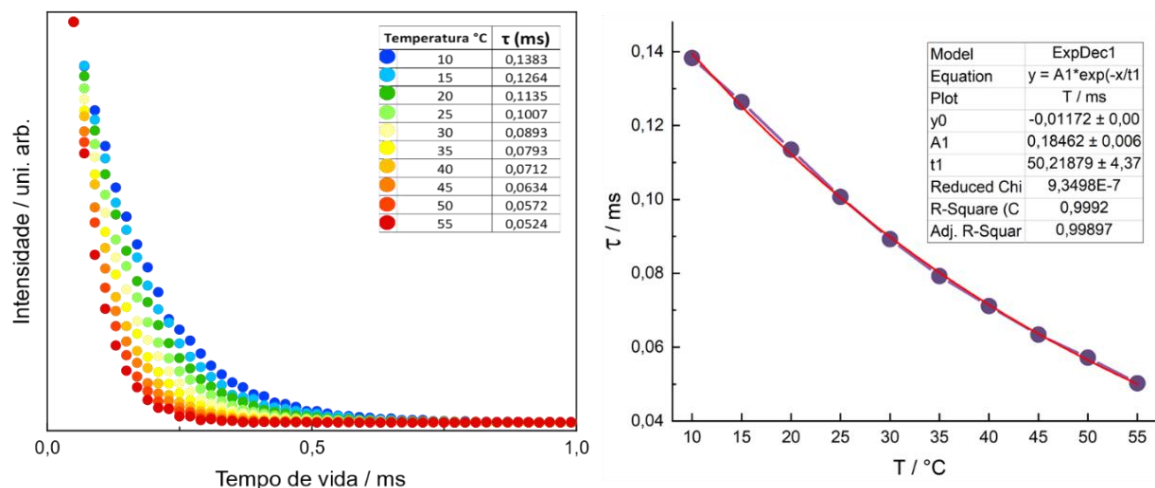 Intensidade / uni. arb.
Temperatura °C τ (ms)
10 0,1383
15 0,1264
20 0,1135
25 0,1007
30 0,0893
35 0,0793
40 0,0712
45 0,0634
50 0,0572
55 0,0524
0,0 0,5 1,0
Tempo de vida / ms
τ / ms
0,14
0,12
0,10
0,08
0,06
0,04
Model ExpDec1
Equation y = A1*exp(-x/t1
Plot T / ms
y0 -0,01172 ± 0,00
A1 0,18462 ± 0,006
t1 50,21879 ± 4,37
Reduced Chi 9,3498E-7
R-Square (C 0,9992
Adj. R-Squar 0,99897
10 15 20 25 30 35 40 45 50 55
T / °C